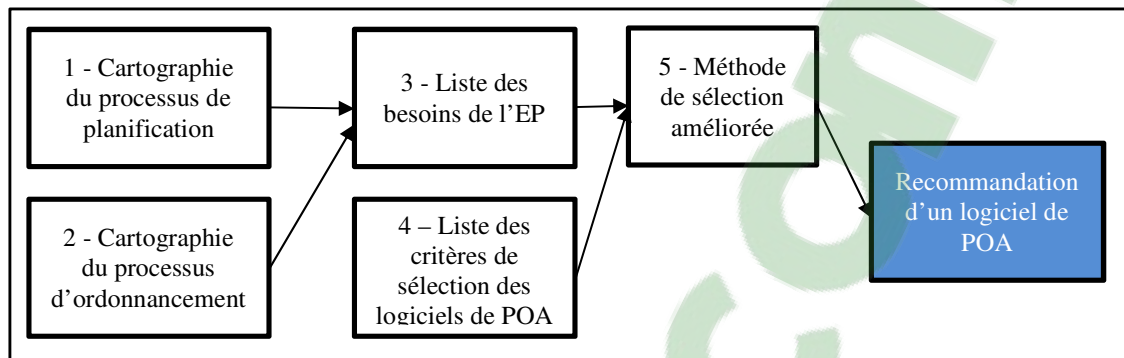 1 - Cartographie
du processus de
planification
2 - Cartographie
du processus
d'ordonnancement
3 - Liste des
besoins de l'EP
4 – Liste des
critères de
sélection des
logiciels de POA
5 - Méthode
de sélection
améliorée
Recommandation
d'un logiciel de
POA
com